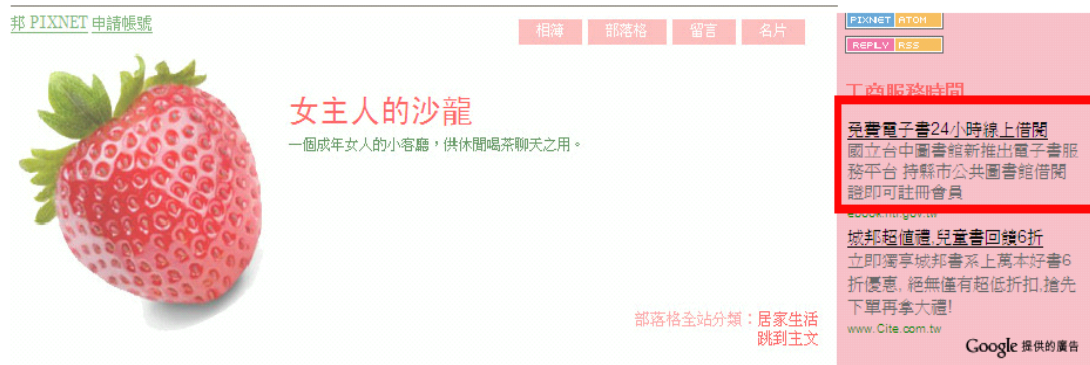 邦 PIXNET 申請帳號
相簿 部落格 留言 名片
女主人的沙龍
一個成年女人的小客廳，供休閒喝茶聊天之用。
部落格全站分類：居家生活
跳到主文
PIXNET ATOM
REPLY RSS
工商服務時間
免費電子書24小時線上借閱
國立台中圖書館新推出電子書服
務平台 持縣市公共圖書館借閱
證即可註冊會員
ebook.ntl.gov.tw
城邦超值禮,兒童書回饋6折
立即獨享城邦書系上萬本好書6
折優惠, 絕無僅有超低折扣,搶先
下單再拿大禮!
www.Cite.com.tw
Google 提供的廣告